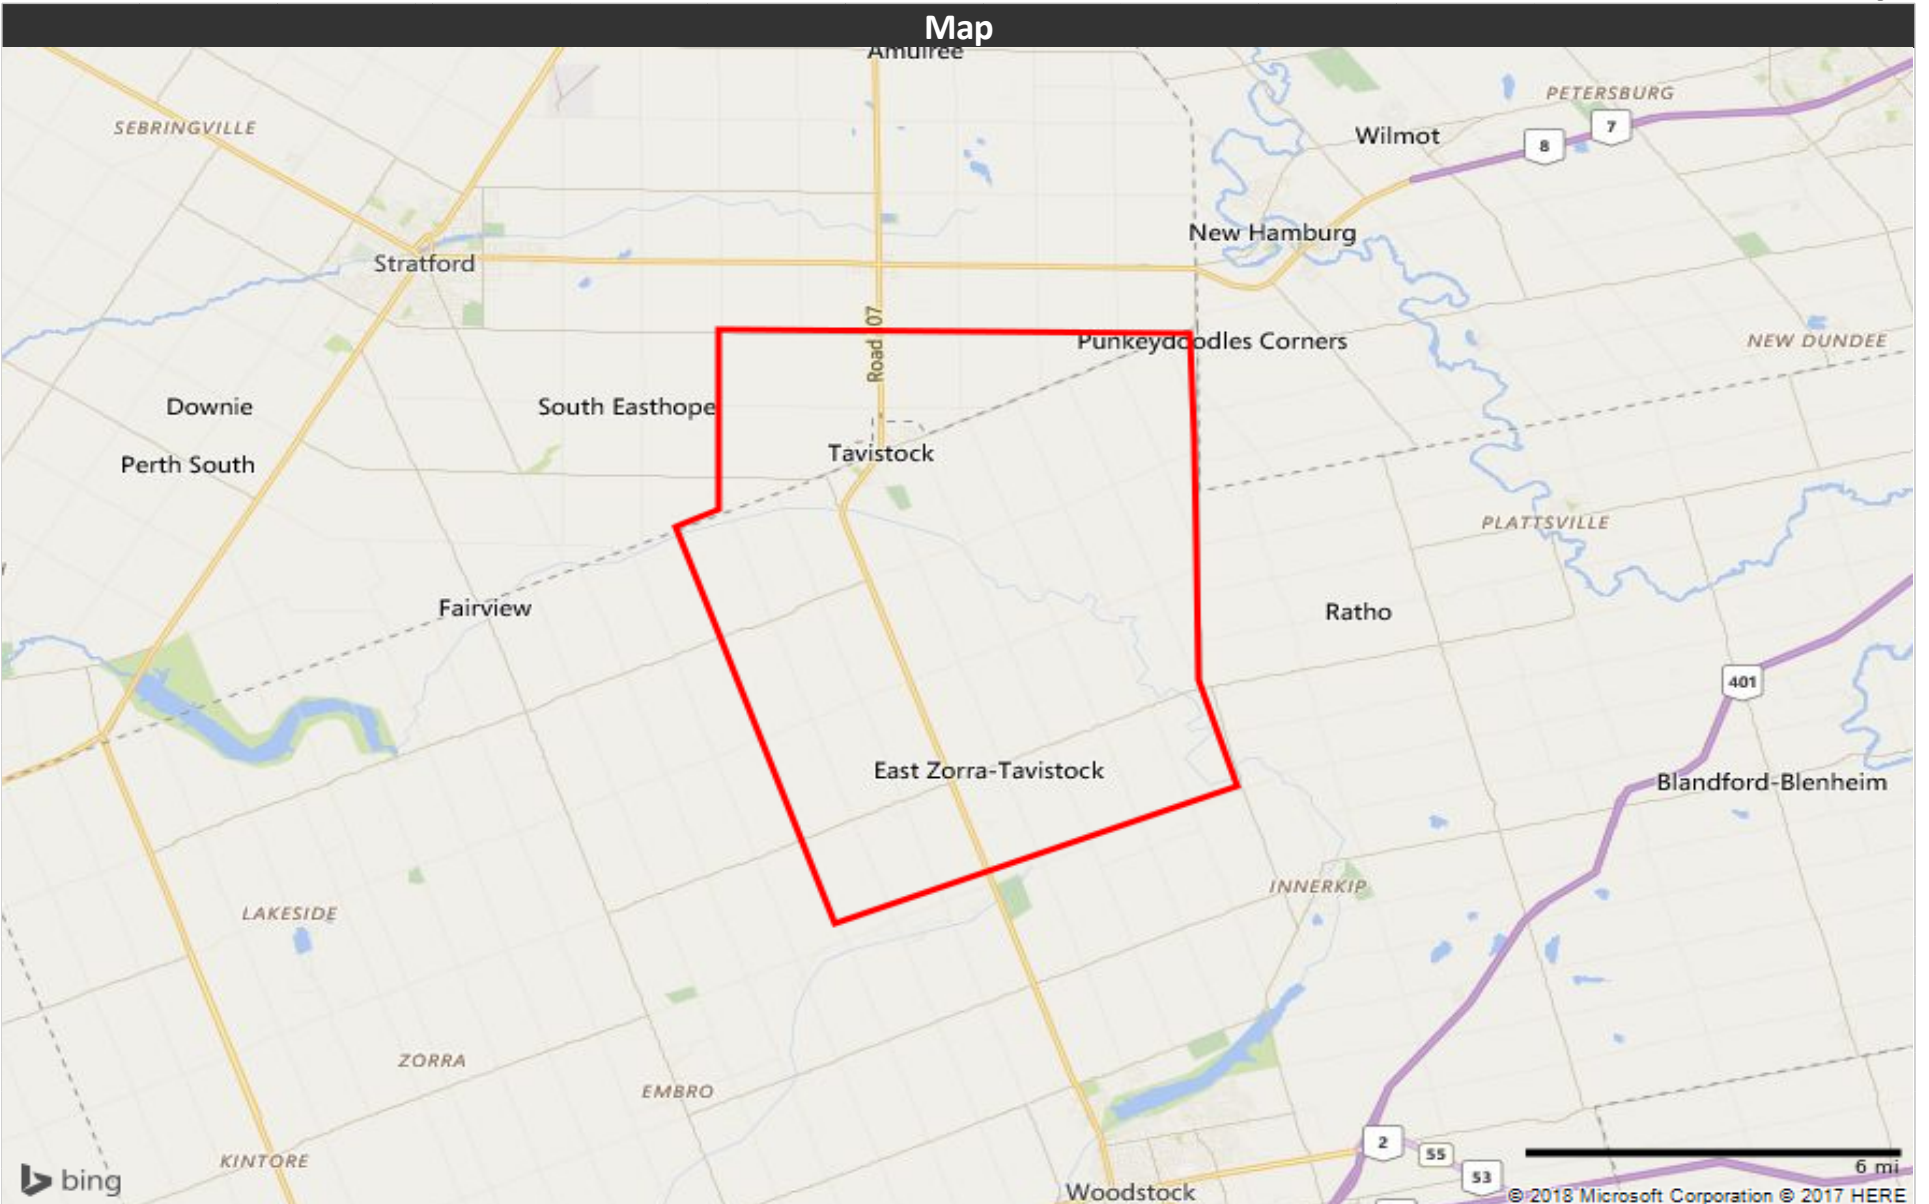 Map
Amulree
PETERSBURG
SEBRINGVILLE
7
Wilmot
8
New Hamburg
Stratford
Road 07
Punkeydoodles Corners
NEW DUNDEE
Downie
South Easthope
Tavistock
Perth South
PLATTSVILLE
Fairview
Ratho
401
East Zorra-Tavistock
Blandford-Blenheim
INNERKIP
LAKESIDE
ZORRA
EMBRO
2
55
KINTORE
6 mi
53
bing
Woodstock
© 2018 Microsoft Corporation © 2017 HERE